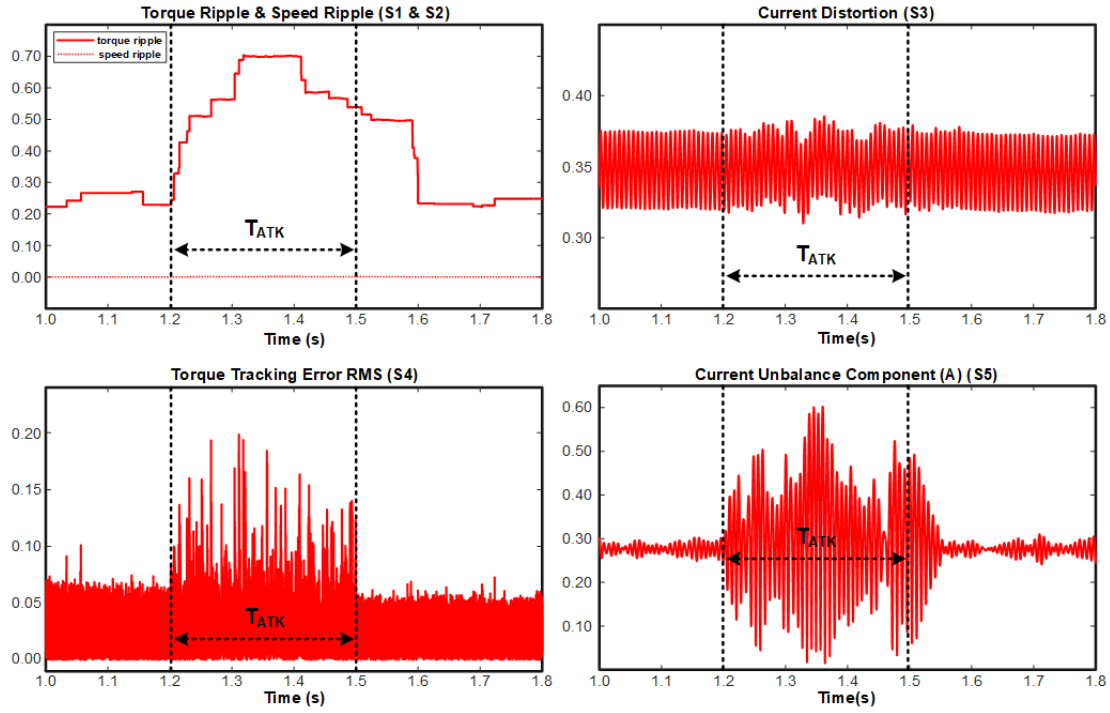 Torque Ripple & Speed Ripple (S1 & S2)
torque ripple
speed ripple
0.70
0.60
0.50
0.40
0.30
0.20
0.10
0.00
TATK
1.0 1.1 1.2 1.3 1.4 1.5 1.6 1.7 1.8
Time (s)
Current Distortion (S3)
0.40
0.35
0.30
TATK
1.0 1.1 1.2 1.3 1.4 1.5 1.6 1.7 1.8
Time(s)
Torque Tracking Error RMS (S4)
0.20
0.15
0.10
0.05
0.00
TATK
1.0 1.1 1.2 1.3 1.4 1.5 1.6 1.7 1.8
Time (s)
Current Unbalance Component (A) (S5)
0.60
0.50
0.40
0.30
0.20
0.10
TATK
1.0 1.1 1.2 1.3 1.4 1.5 1.6 1.7 1.8
Time(s)